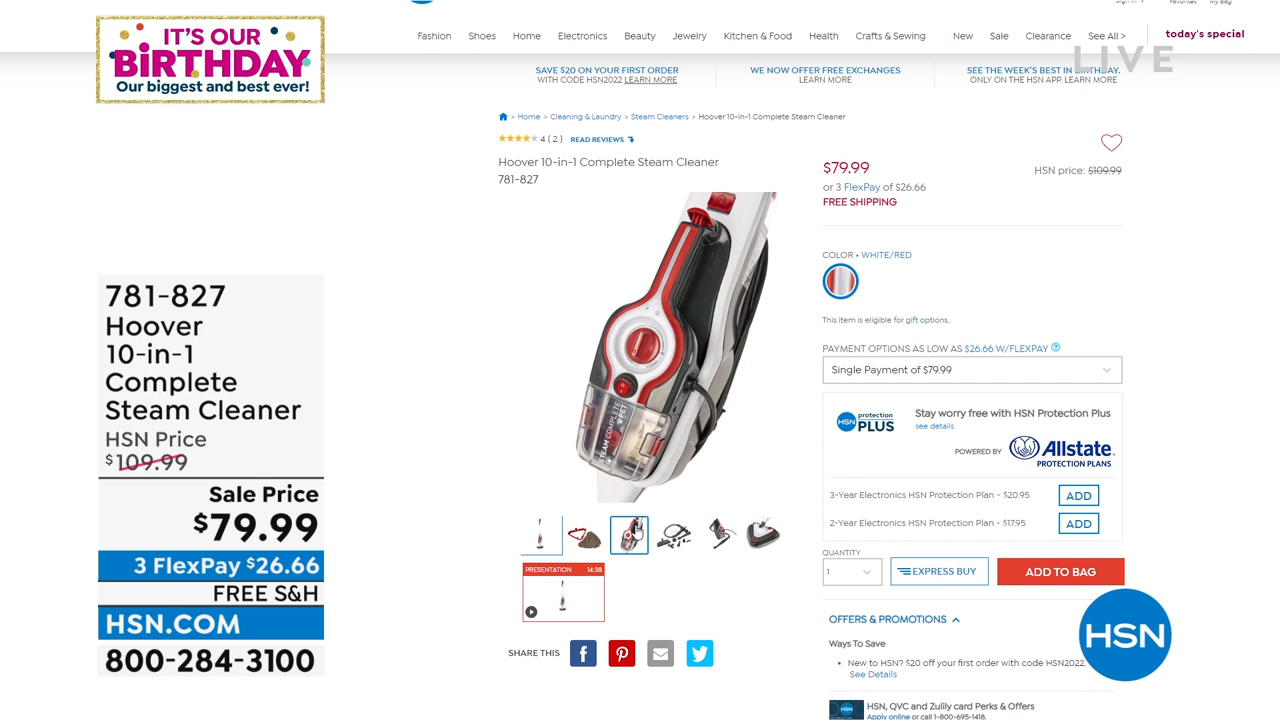 IT'S OUR
BiRTHDAY
Our biggest and best ever!
Fashion Shoes Home Electronics Beauty Jewelry Kitchen & Food Health Crafts & Sewing New Sale Clearance See All > today's special
LIVE
SAVE $20 ON YOUR FIRST ORDER
WITH CODE HSN2022 LEARN MORE
WE NOW OFFER FREE EXCHANGES
LEARN MORE
SEE THE WEEK'S BEST IN BIRTHDAY.
ONLY ON THE HSN APP. LEARN MORE
> Home > Cleaning & Laundry > Steam Cleaners > Hoover 10-in-1 Complete Steam Cleaner
4 ( 2 ) READ REVIEWS
Hoover 10-in-1 Complete Steam Cleaner
781-827
STEAM COMPLETE PET
PRESENTATION 14:38
SHARE THIS
$79.99
HSN price: $109.99
or 3 FlexPay of $26.66
FREE SHIPPING
COLOR • WHITE/RED
This item is eligible for gift options.
PAYMENT OPTIONS AS LOW AS $26.66 W/FLEXPAY ?
Single Payment of $79.99
HSN protection PLUS
Stay worry free with HSN Protection Plus
see details
POWERED BY Allstate.
PROTECTION PLANS
3-Year Electronics HSN Protection Plan - $20.95 ADD
2-Year Electronics HSN Protection Plan - $17.95 ADD
QUANTITY
1 EXPRESS BUY ADD TO BAG
OFFERS & PROMOTIONS
Ways To Save
• New to HSN? $20 off your first order with code HSN2022.
See Details
HSN, QVC and Zulily card Perks & Offers
Apply online or call 1-800-695-1418.
HSN
781-827
Hoover
10-in-1
Complete
Steam Cleaner
HSN Price
$109.99
Sale Price
$79.99
3 FlexPay $26.66
FREE S&H
HSN.COM
800-284-3100